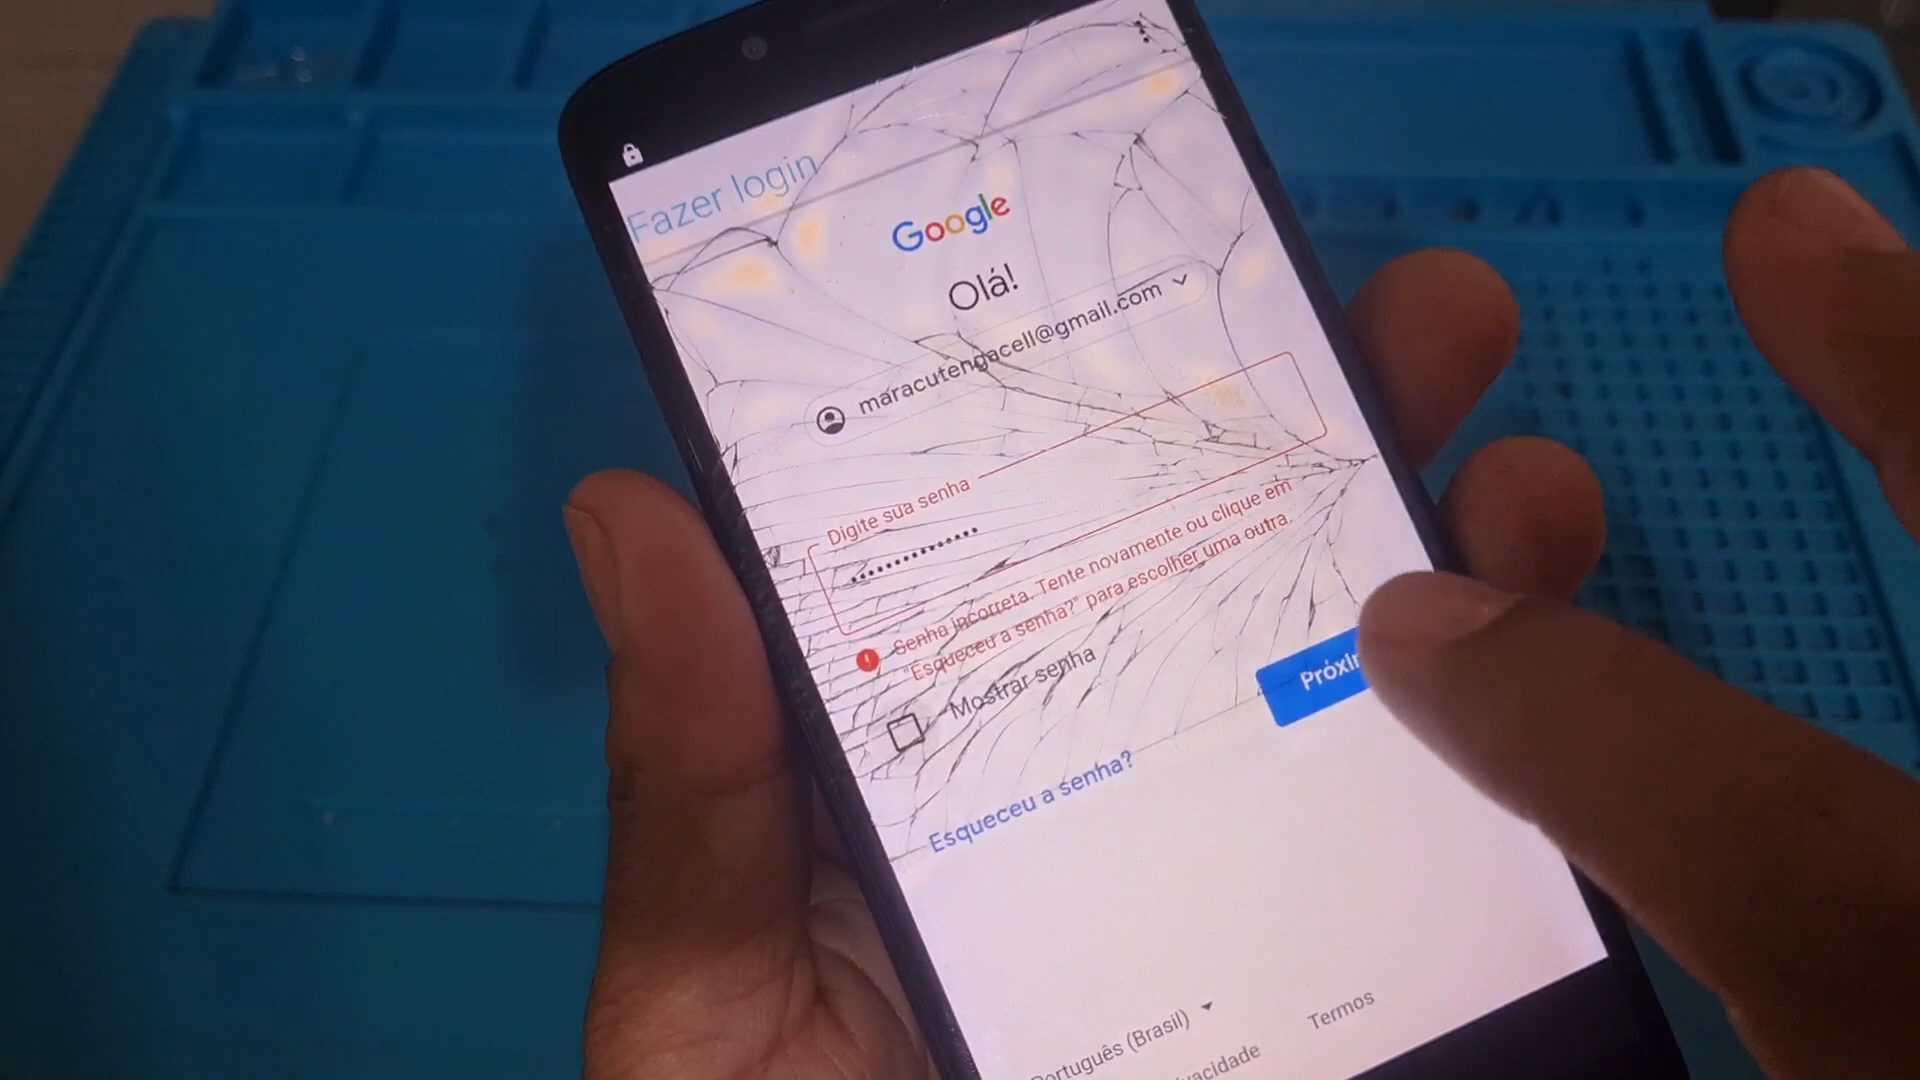 Fazer login
Google
Olá!
maracutengacell@gmail.com
Digite sua senha
Senha incorreta. Tente novamente ou clique em
"Esqueceu a senha?" para escolher uma outra.
Mostrar senha
Próxi
Esqueceu a senha?
Português (Brasil)
Termos
ivacidade